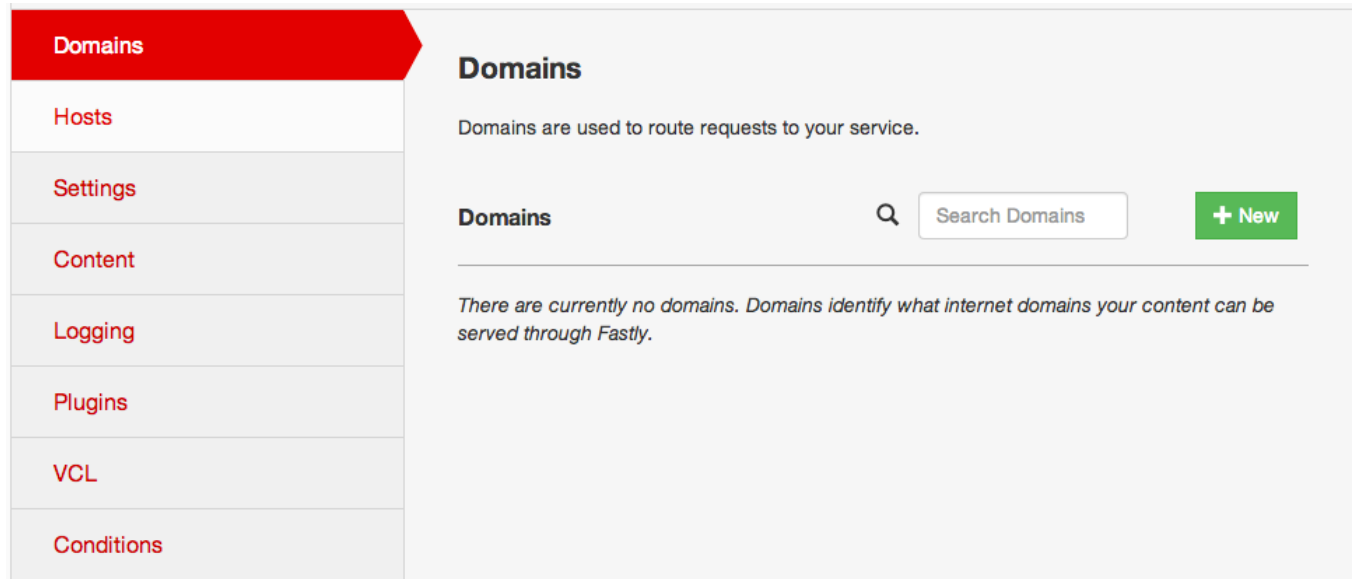 Domains
Hosts
Settings
Content
Logging
Plugins
VCL
Conditions
Domains
Domains are used to route requests to your service.
Domains
Search Domains
+ New
There are currently no domains. Domains identify what internet domains your content can be
served through Fastly.